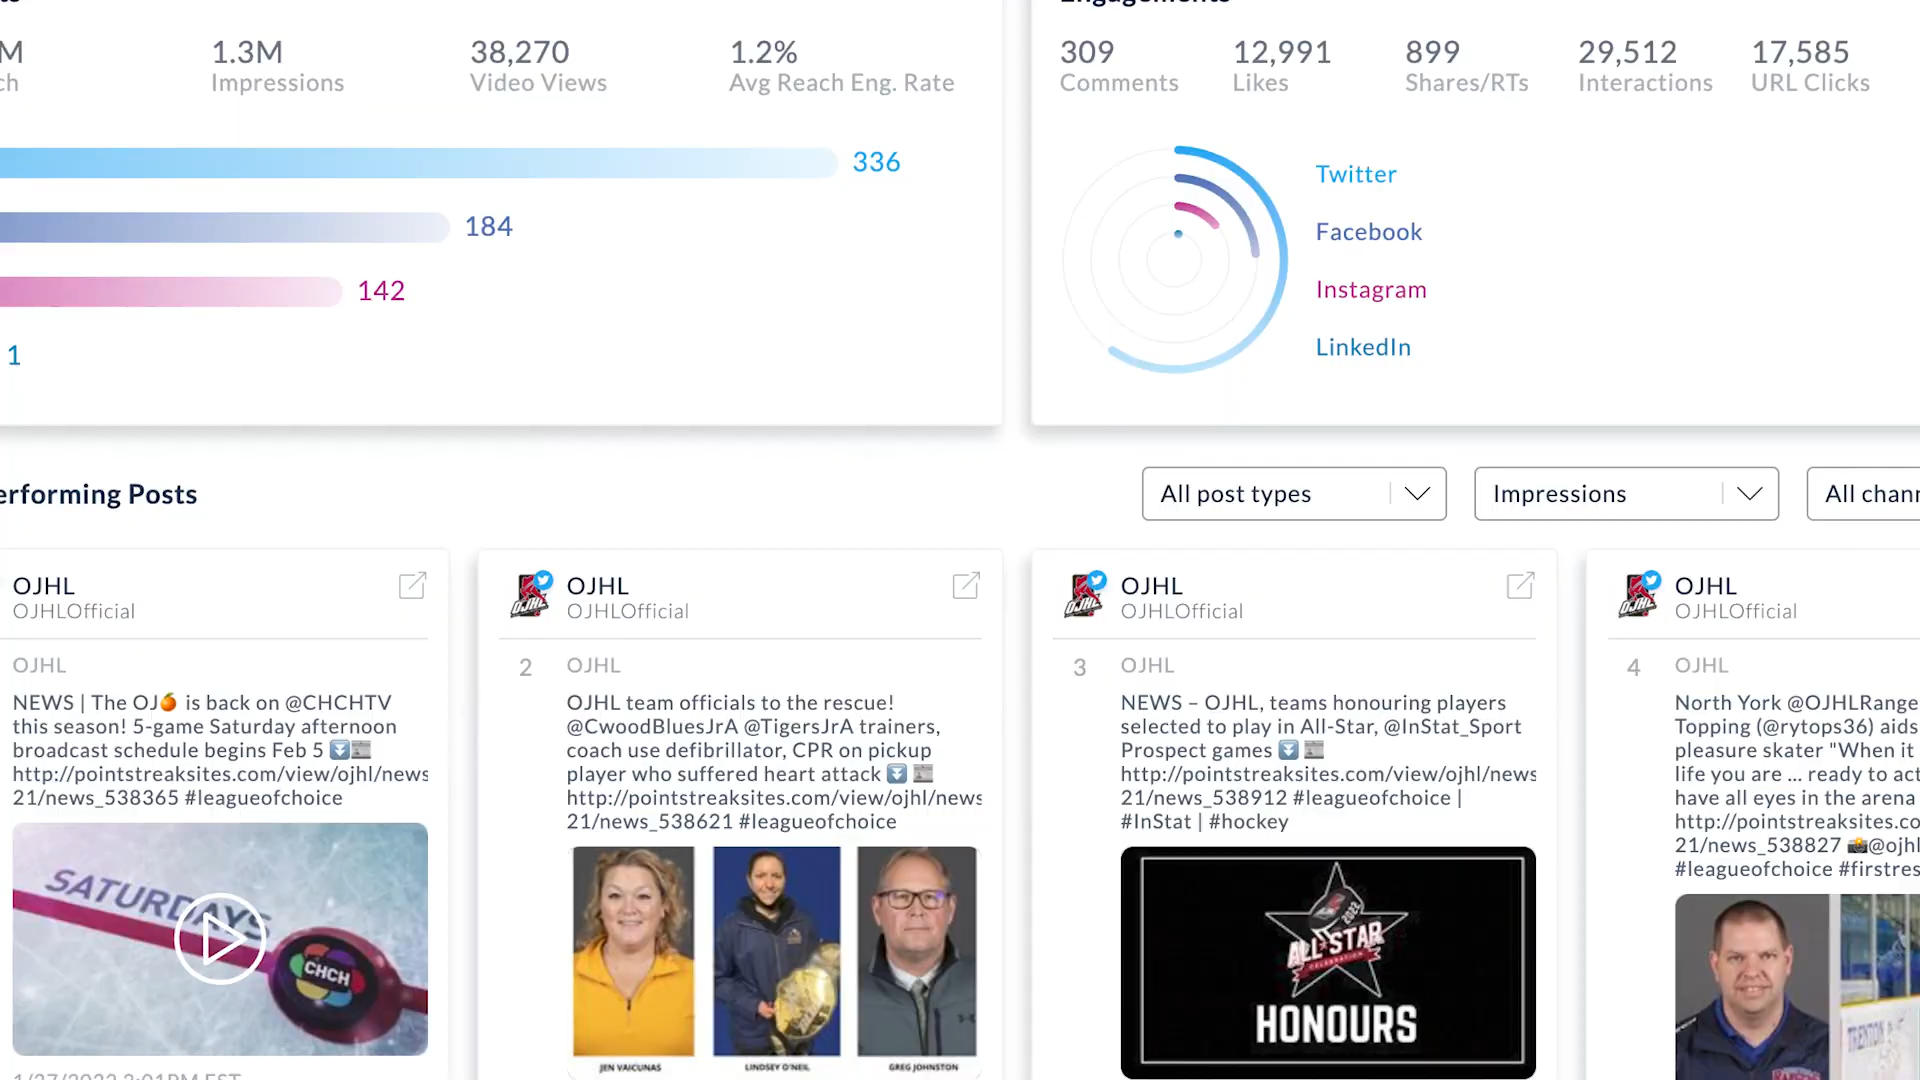 1.3M
Impressions
38,270
Video Views
1.2%
Avg Reach Eng. Rate
336
184
142
1
309
Comments
12,991
Likes
899
Shares/RTs
29,512
Interactions
17,585
URL Clicks
Twitter
Facebook
Instagram
LinkedIn
erforming Posts
All post types
Impressions
All chann
OJHL
OJHLOfficial
OJHL
NEWS | The OJ🍊 is back on @CHCHTV
this season! 5-game Saturday afternoon
broadcast schedule begins Feb 5 ⏬📰
http://pointstreaksites.com/view/ojhl/news
21/news_538365 #leagueofchoice
SATURDAYS
CHCH
OJHL
OJHLOfficial
2
OJHL
OJHL team officials to the rescue!
@CwoodBluesJrA @TigersJrA trainers,
coach use defibrillator, CPR on pickup
player who suffered heart attack ⏬📰
http://pointstreaksites.com/view/ojhl/news
21/news_538621 #leagueofchoice
JEN VAICUNAS
LINDSEY O'NEIL
GREG JOHNSTON
OJHL
OJHLOfficial
3
OJHL
NEWS – OJHL, teams honouring players
selected to play in All-Star, @InStat_Sport
Prospect games ⏬📰
http://pointstreaksites.com/view/ojhl/news
21/news_538912 #leagueofchoice |
#InStat | #hockey
2022
ALL★STAR
CELEBRATION
HONOURS
OJHL
OJHLOfficial
4
OJHL
North York @OJHLRange
Topping (@rytops36) aids
pleasure skater "When it
life you are ... ready to act
have all eyes in the arena
http://pointstreaksites.co
21/news_538827 📸@ojhl
#leagueofchoice #firstres
TRENTON